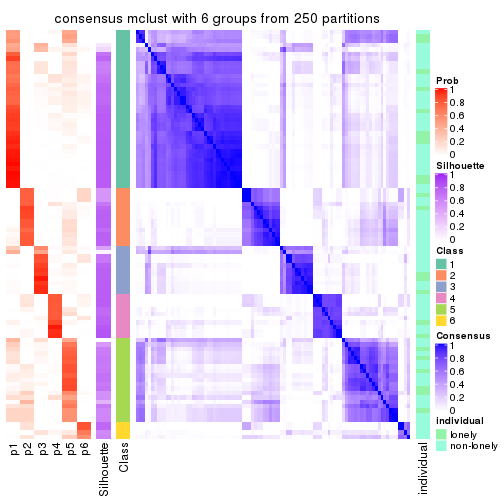 consensus mclust with 6 groups from 250 partitions
p1
p2
p3
p4
p5
p6
Silhouette
Class
individual
Prob
1
0.8
0.6
0.4
0.2
0
Silhouette
1
0.8
0.6
0.4
0.2
0
Class
1
2
3
4
5
6
Consensus
1
0.8
0.6
0.4
0.2
0
individual
lonely
non-lonely